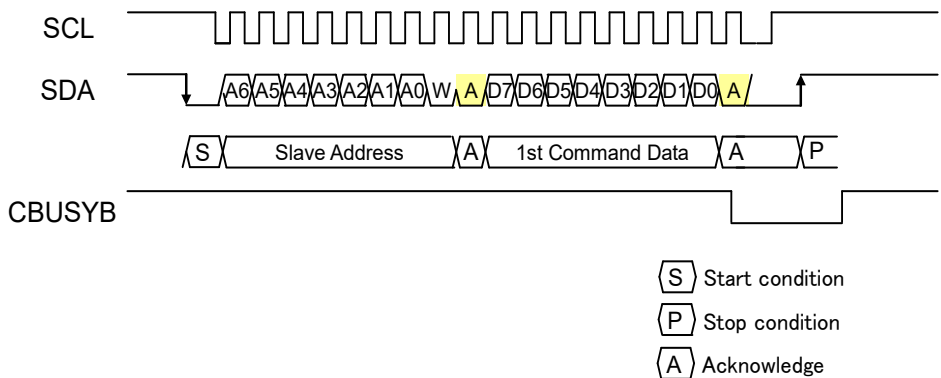 SCL
SDA A6 A5 A4 A3 A2 A1 A0 W A D7 D6 D5 D4 D3 D2 D1 D0 A
S Slave Address A 1st Command Data A P
CBUSYB
S Start condition
P Stop condition
A Acknowledge